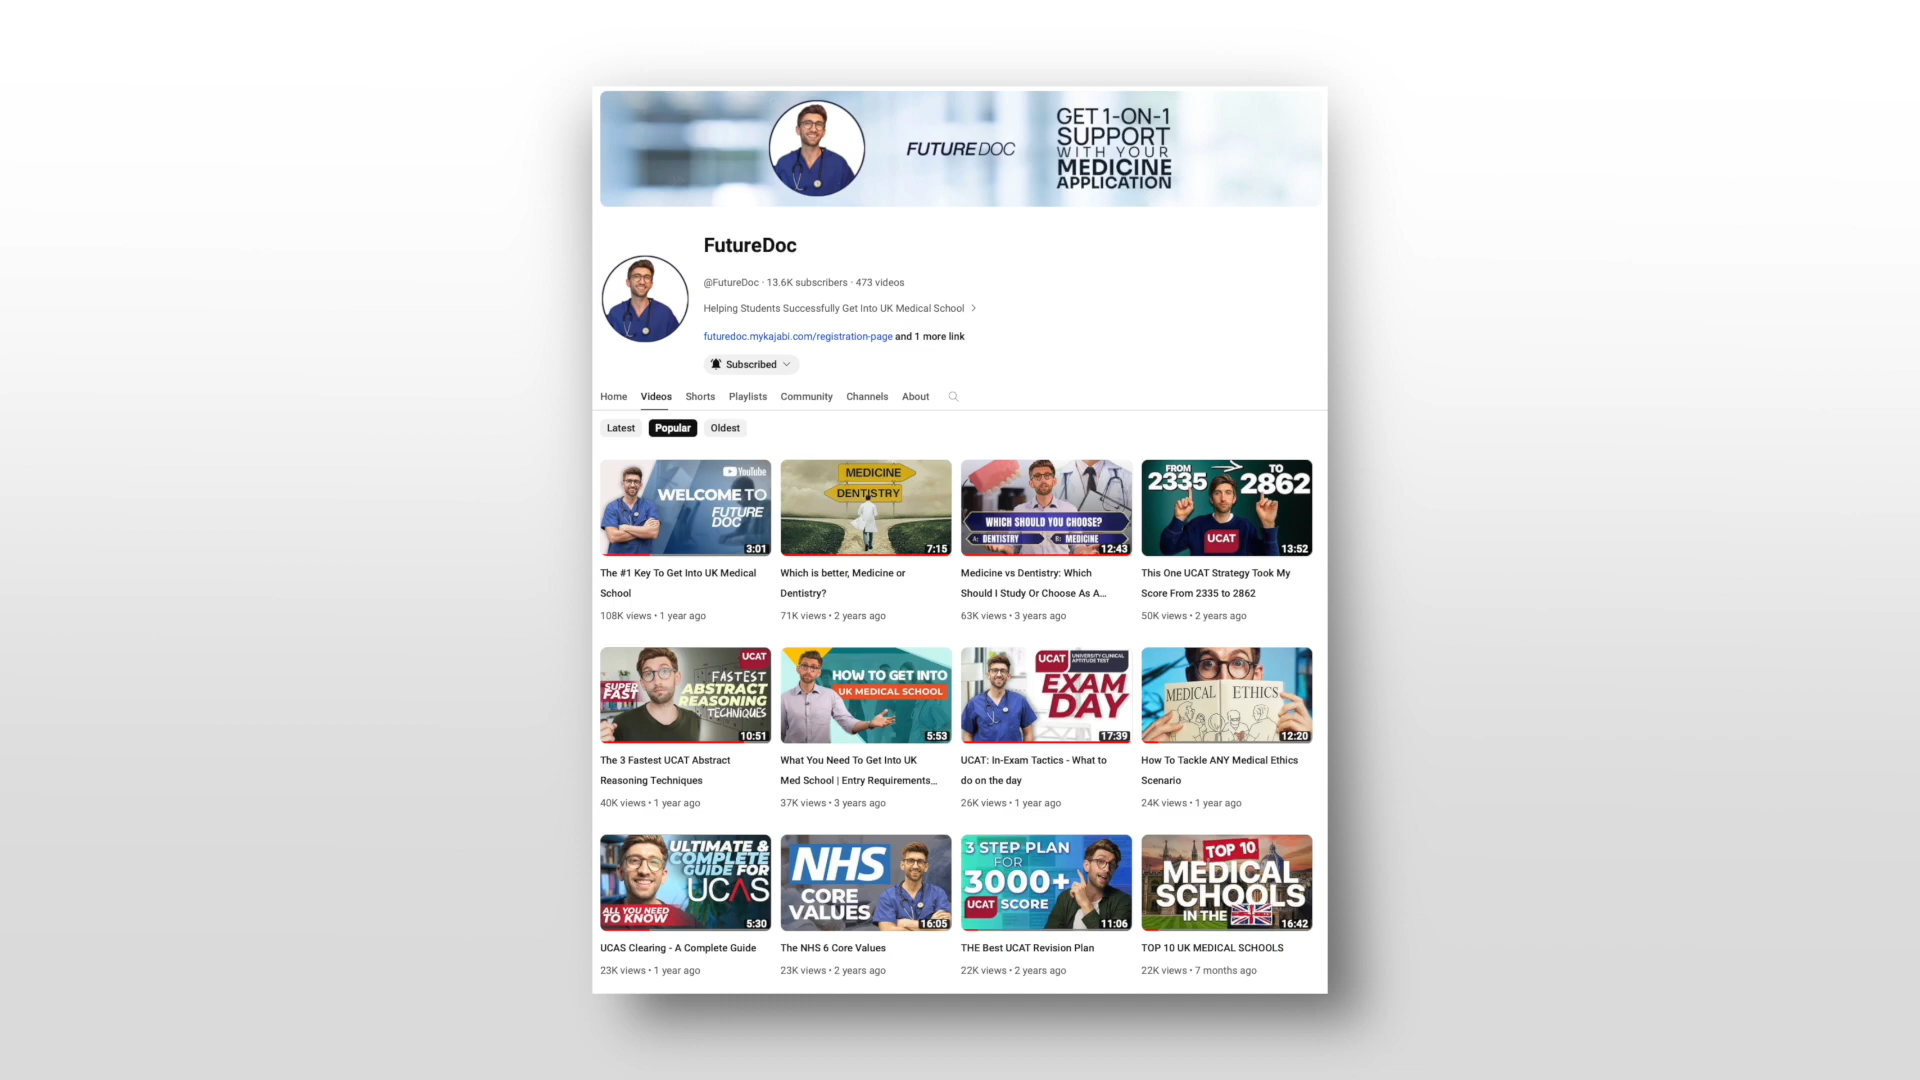 FUTUREDOC
GET 1-ON-1
SUPPORT
WITH YOUR
MEDICINE
APPLICATION
FutureDoc
@FutureDoc · 13.6K subscribers · 473 videos
Helping Students Successfully Get Into UK Medical School
futuredoc.mykajabi.com/registration-page and 1 more link
Subscribed
Home Videos Shorts Playlists Community Channels About
Latest Popular Oldest
YouTube
WELCOME TO
FUTURE
DOC
3:01
The #1 Key To Get Into UK Medical
School
108K views • 1 year ago
MEDICINE
DENTISTRY
7:15
Which is better, Medicine or
Dentistry?
71K views • 2 years ago
WHICH SHOULD YOU CHOOSE?
A: DENTISTRY B: MEDICINE
12:43
Medicine vs Dentistry: Which
Should I Study Or Choose As A...
63K views • 3 years ago
FROM TO
2335 2862
UCAT
13:52
This One UCAT Strategy Took My
Score From 2335 to 2862
50K views • 2 years ago
UCAT
SUPER
FAST
FASTEST
ABSTRACT
REASONING
TECHNIQUES
10:51
The 3 Fastest UCAT Abstract
Reasoning Techniques
40K views • 1 year ago
HOW TO GET INTO
UK MEDICAL SCHOOL
5:53
What You Need To Get Into UK
Med School | Entry Requirements...
37K views • 3 years ago
UCAT UNIVERSITY CLINICAL
APTITUDE TEST
EXAM
DAY
17:39
UCAT: In-Exam Tactics - What to
do on the day
26K views • 1 year ago
MEDICAL ETHICS
12:20
How To Tackle ANY Medical Ethics
Scenario
24K views • 1 year ago
ULTIMATE &
COMPLETE
GUIDE FOR
UCAS
ALL YOU NEED
TO KNOW
5:30
UCAS Clearing - A Complete Guide
23K views • 1 year ago
NHS
CORE
VALUES
16:05
The NHS 6 Core Values
23K views • 2 years ago
3 STEP PLAN
FOR
3000+
UCAT SCORE
11:06
THE Best UCAT Revision Plan
22K views • 2 years ago
TOP 10
MEDICAL
SCHOOLS
IN THE
16:42
TOP 10 UK MEDICAL SCHOOLS
22K views • 7 months ago